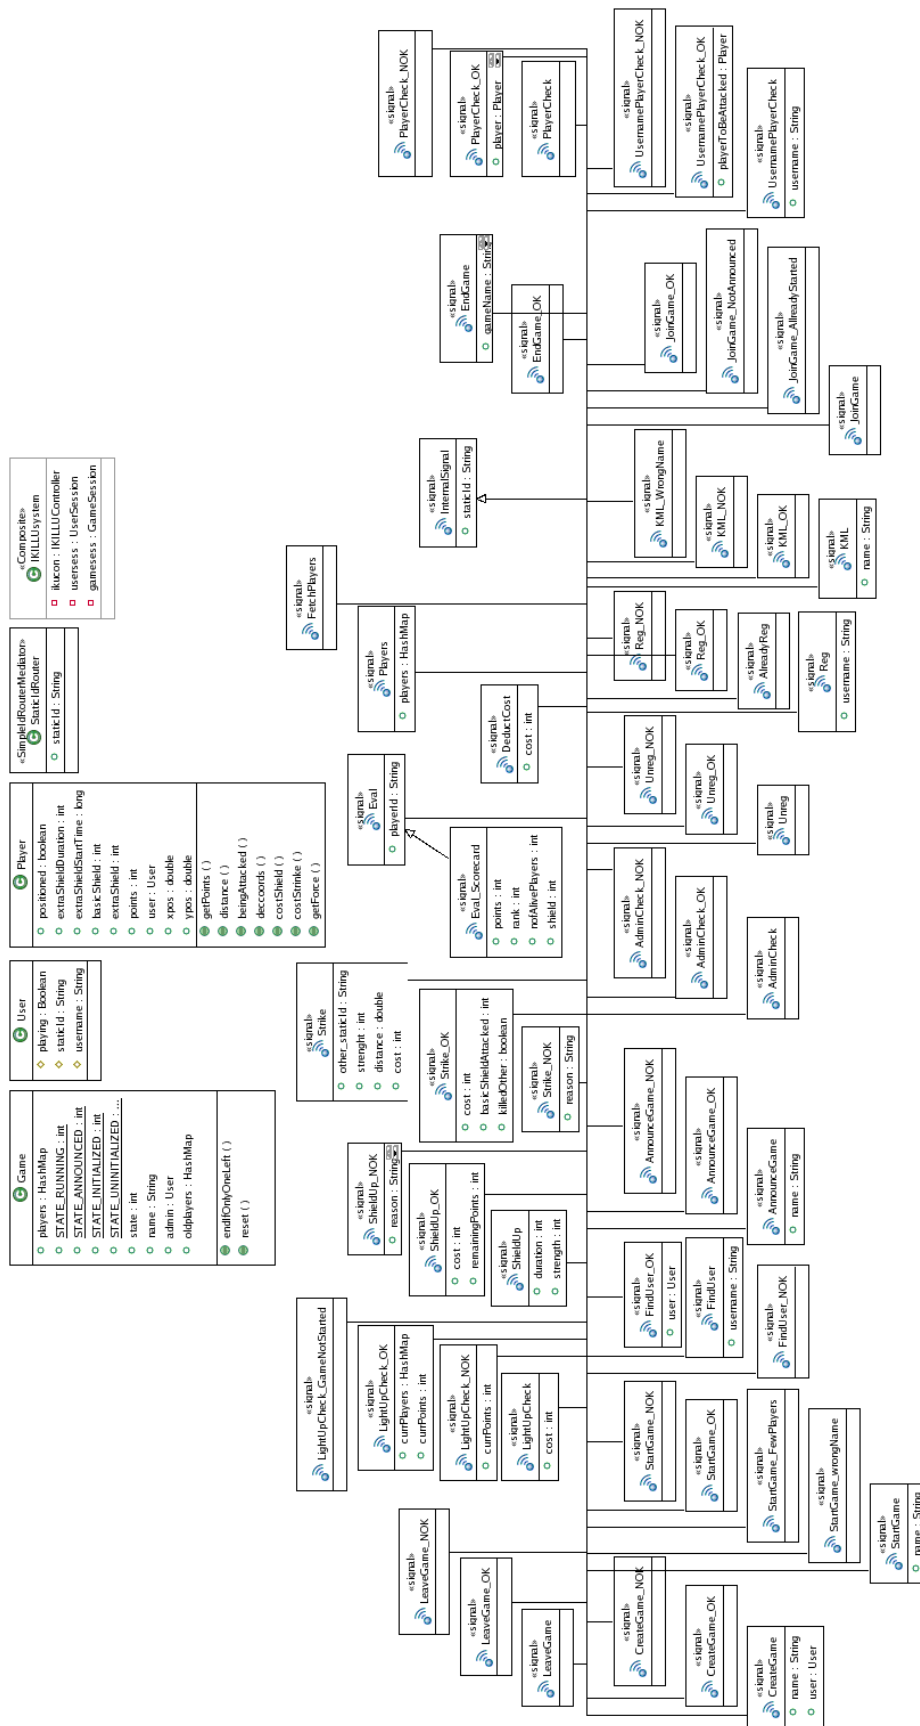 Game
players : HashMap
STATE_RUNNING : int
STATE_ANNOUNCED : int
STATE_INITIALIZED : int
STATE_UNINITIALIZED : ...
state : int
name : String
admin : User
oldplayers : HashMap
endIfOnlyOneLeft ( )
reset ( )
User
playing : Boolean
staticId : String
username : String
Player
positioned : boolean
extraShieldDuration : int
extraShieldStartTime : long
basicShield : int
extraShield : int
points : int
user : User
xpos : double
ypos : double
getPoints ( )
distance ( )
beingAttacked ( )
deccoords ( )
costShield ( )
costStrinke ( )
getForce ( )
«SimpleIdRouterMediator»
StaticIdRouter
staticId : String
«Composite»
IKILLUsystem
ikucon : IKILLUController
usersess : UserSession
gamesess : GameSession
«signal»
LeaveGame_NOK
«signal»
LeaveGame_OK
«signal»
LeaveGame
«signal»
LightUpCheck_GameNotStarted
«signal»
LightUpCheck_OK
currPlayers : HashMap
currPoints : int
«signal»
LightUpCheck_NOK
currPoints : int
«signal»
LightUpCheck
cost : int
«signal»
ShieldUp_NOK
reason : String
«signal»
ShieldUp_OK
cost : int
remainingPoints : int
«signal»
ShieldUp
duration : int
strength : int
«signal»
Strike
other_staticId : String
strenght : int
distance : double
cost : int
«signal»
Strike_OK
cost : int
basicShieldAttacked : int
killedOther : boolean
«signal»
Strike_NOK
reason : String
«signal»
Eval
playerId : String
«signal»
Eval_Scorecard
points : int
rank : int
nofAlivePlayers : int
shield : int
«signal»
DeductCost
cost : int
«signal»
Players
players : HashMap
«signal»
FetchPlayers
«signal»
InternalSignal
staticId : String
«signal»
EndGame
gameName : String
«signal»
EndGame_OK
«signal»
PlayerCheck_NOK
«signal»
PlayerCheck_OK
player : Player
«signal»
PlayerCheck
«signal»
CreateGame_NOK
«signal»
CreateGame_OK
«signal»
CreateGame
name : String
user : User
«signal»
StartGame_NOK
«signal»
StartGame_OK
«signal»
StartGame_FewPlayers
«signal»
StartGame_wrongName
«signal»
StartGame
name : String
«signal»
FindUser_OK
user : User
«signal»
FindUser
username : String
«signal»
FindUser_NOK
«signal»
AnnounceGame_NOK
«signal»
AnnounceGame_OK
«signal»
AnnounceGame
name : String
«signal»
AdminCheck_NOK
«signal»
AdminCheck_OK
«signal»
AdminCheck
«signal»
Unreg_NOK
«signal»
Unreg_OK
«signal»
Unreg
«signal»
Reg_NOK
«signal»
Reg_OK
«signal»
AlreadyReg
«signal»
Reg
username : String
«signal»
KML_WrongName
«signal»
KML_NOK
«signal»
KML_OK
«signal»
KML
name : String
«signal»
JoinGame_OK
«signal»
JoinGame_NotAnnounced
«signal»
JoinGame_AllreadyStarted
«signal»
JoinGame
«signal»
UsernamePlayerCheck_NOK
«signal»
UsernamePlayerCheck_OK
playerToBeAttacked : Player
«signal»
UsernamePlayerCheck
username : String